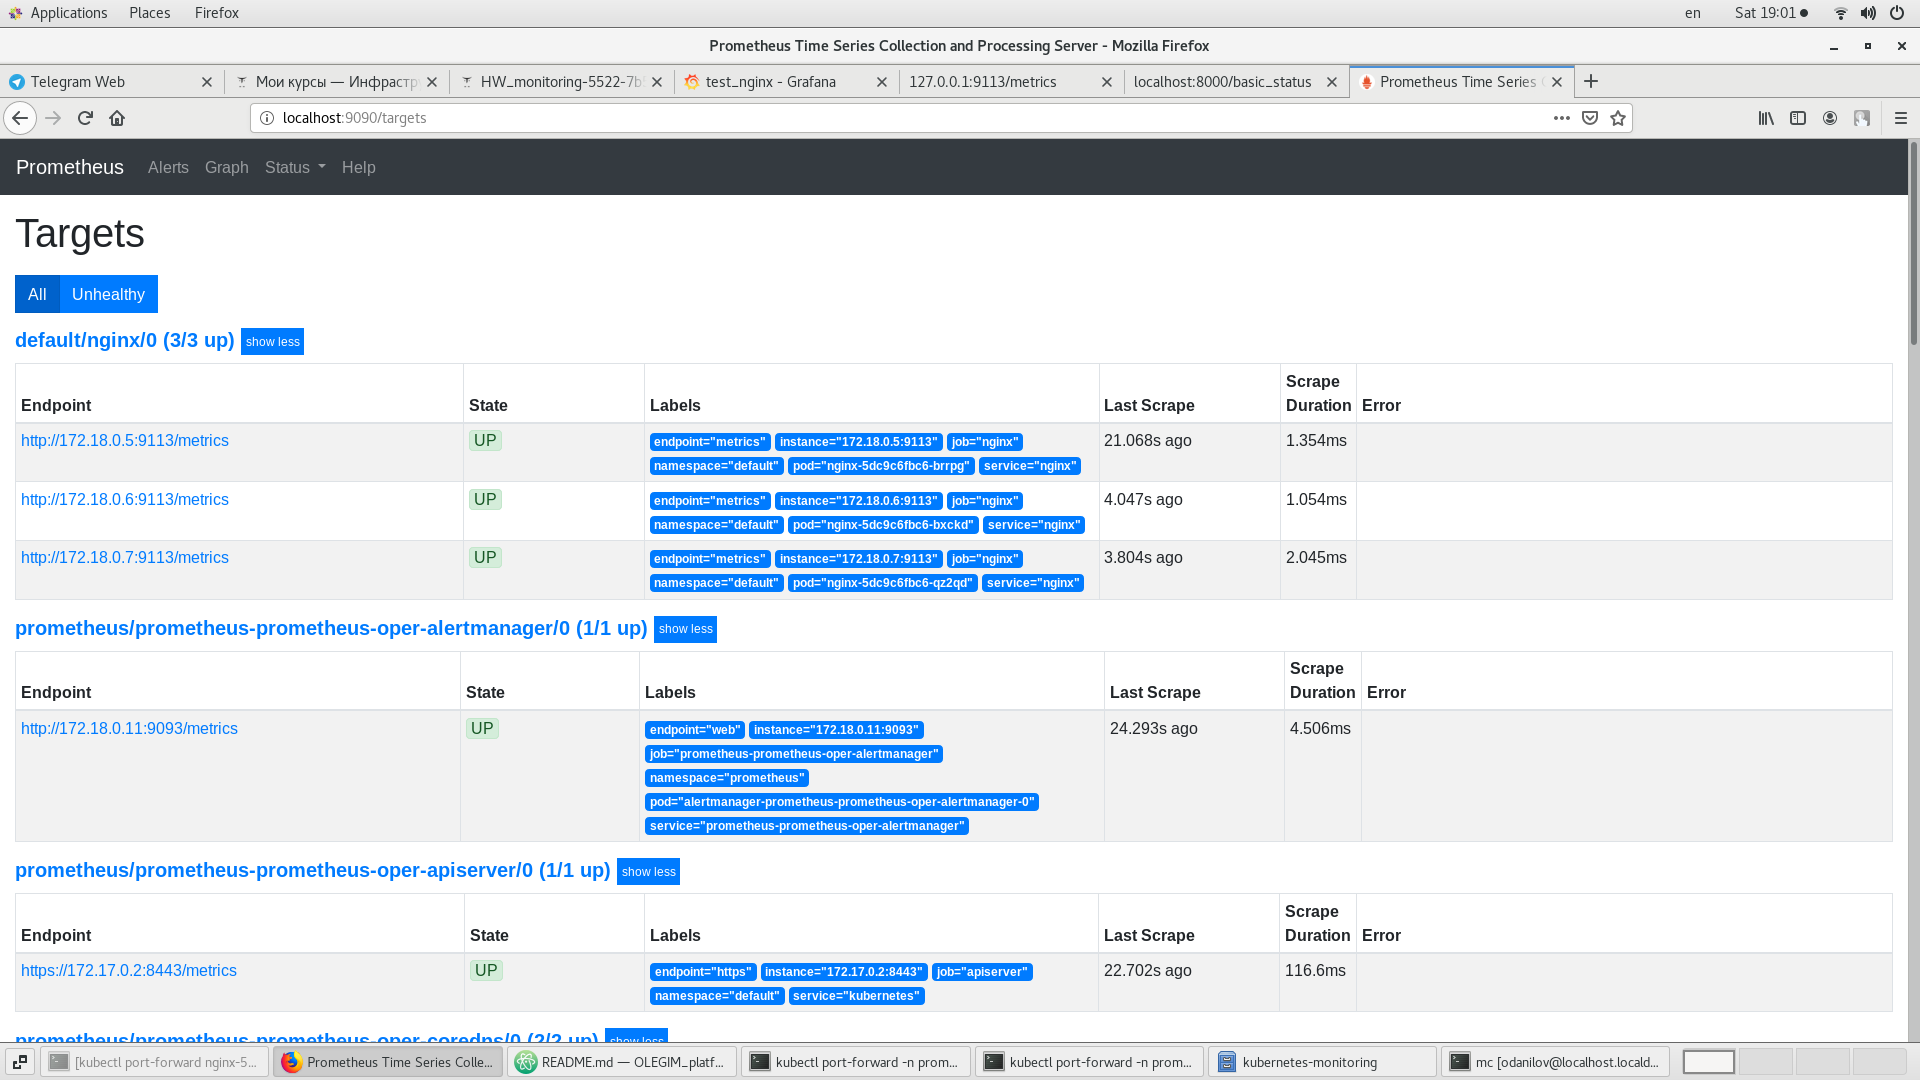 Applications Places Firefox en Sat 19:01
Prometheus Time Series Collection and Processing Server - Mozilla Firefox
Telegram Web Мои курсы — Инфрастр HW_monitoring-5522-7b test_nginx - Grafana 127.0.0.1:9113/metrics localhost:8000/basic_status Prometheus Time Series
localhost:9090/targets
Prometheus Alerts Graph Status Help
Targets
All Unhealthy
default/nginx/0 (3/3 up) show less
Endpoint State Labels Last Scrape Scrape Duration Error
http://172.18.0.5:9113/metrics UP endpoint="metrics" instance="172.18.0.5:9113" job="nginx" 21.068s ago 1.354ms
namespace="default" pod="nginx-5dc9c6fbc6-brrpg" service="nginx"
http://172.18.0.6:9113/metrics UP endpoint="metrics" instance="172.18.0.6:9113" job="nginx" 4.047s ago 1.054ms
namespace="default" pod="nginx-5dc9c6fbc6-bxckd" service="nginx"
http://172.18.0.7:9113/metrics UP endpoint="metrics" instance="172.18.0.7:9113" job="nginx" 3.804s ago 2.045ms
namespace="default" pod="nginx-5dc9c6fbc6-qz2qd" service="nginx"
prometheus/prometheus-prometheus-oper-alertmanager/0 (1/1 up) show less
Endpoint State Labels Last Scrape Scrape Duration Error
http://172.18.0.11:9093/metrics UP endpoint="web" instance="172.18.0.11:9093" 24.293s ago 4.506ms
job="prometheus-prometheus-oper-alertmanager"
namespace="prometheus"
pod="alertmanager-prometheus-prometheus-oper-alertmanager-0"
service="prometheus-prometheus-oper-alertmanager"
prometheus/prometheus-prometheus-oper-apiserver/0 (1/1 up) show less
Endpoint State Labels Last Scrape Scrape Duration Error
https://172.17.0.2:8443/metrics UP endpoint="https" instance="172.17.0.2:8443" job="apiserver" 22.702s ago 116.6ms
namespace="default" service="kubernetes"
prometheus/prometheus-prometheus-oper-coredns/0 (2/2 up) show less
[kubectl port-forward nginx-5... Prometheus Time Series Colle... README.md — OLEGIM_platf... kubectl port-forward -n prom... kubectl port-forward -n prom... kubernetes-monitoring mc [odanilov@localhost.locald...